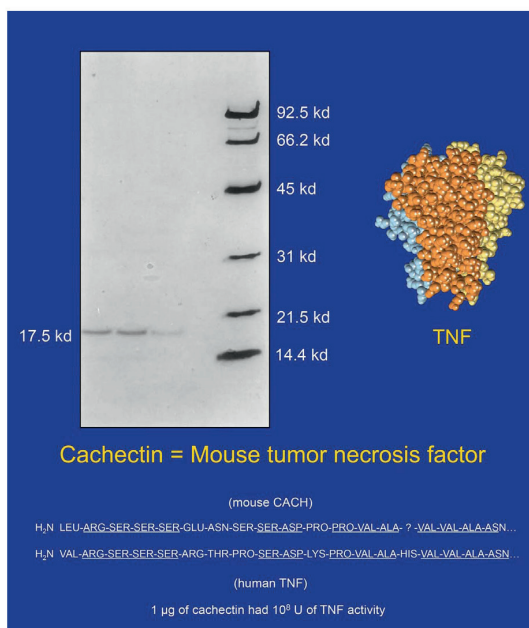 92.5 kd
66.2 kd
45 kd
31 kd
21.5 kd
17.5 kd
14.4 kd
TNF
Cachectin = Mouse tumor necrosis factor
(mouse CACH)
H₂N LEU-ARG-SER-SER-SER-GLU-ASN-SER-SER-ASP-PRO-PRO-VAL-ALA- ? -VAL-VAL-ALA-ASN...
H₂N VAL-ARG-SER-SER-SER-ARG-THR-PRO-SER-ASP-LYS-PRO-VAL-ALA-HIS-VAL-VAL-ALA-ASN...
(human TNF)
1 µg of cachectin had 10⁸ U of TNF activity